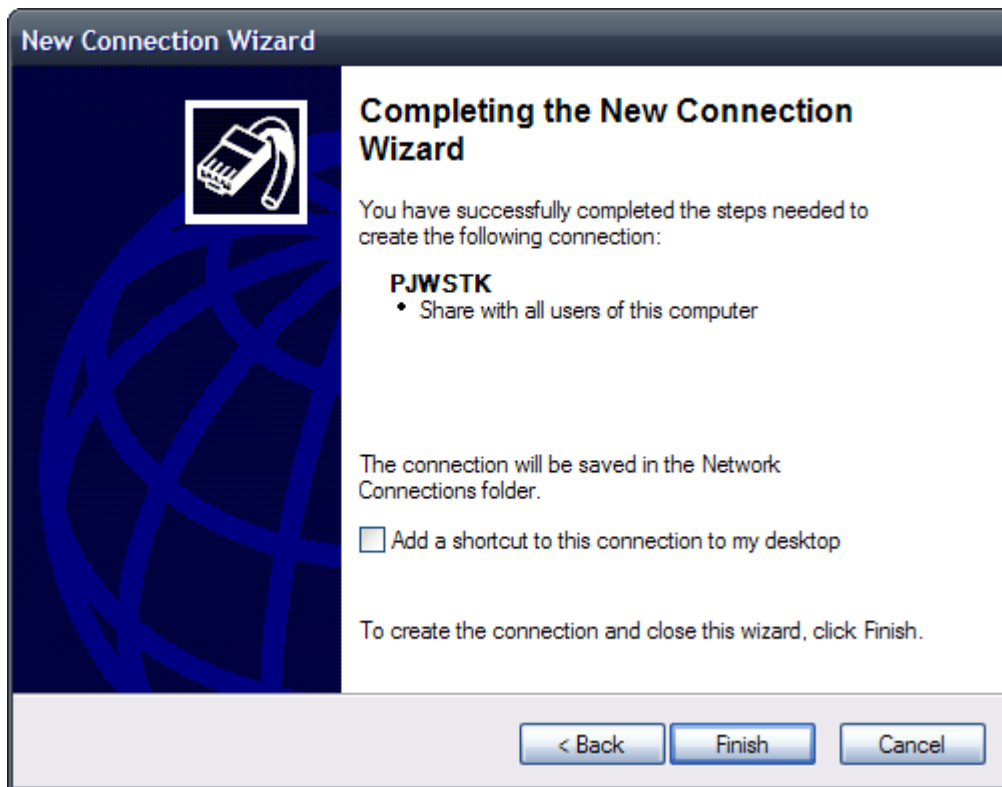 New Connection Wizard
Completing the New Connection
Wizard
You have successfully completed the steps needed to
create the following connection:
PJWSTK
• Share with all users of this computer
The connection will be saved in the Network
Connections folder.
Add a shortcut to this connection to my desktop
To create the connection and close this wizard, click Finish.
< Back Finish Cancel